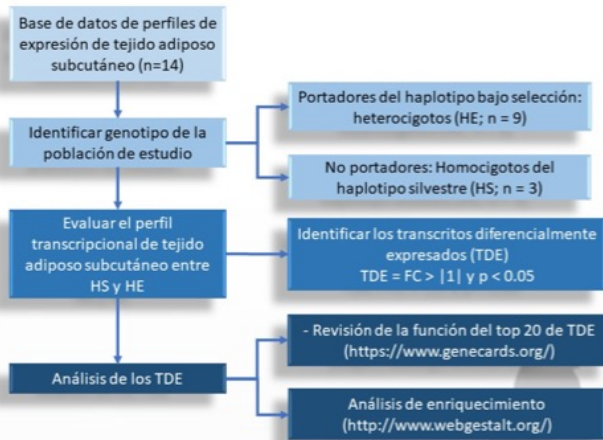 Base de datos de perfiles de
expresión de tejido adiposo
subcutáneo (n=14)
Identificar genotipo de la
población de estudio
Portadores del haplotipo bajo selección:
heterocigotos (HE; n = 9)
No portadores: Homocigotos del
haplotipo silvestre (HS; n = 3)
Evaluar el perfil
transcripcional de tejido
adiposo subcutáneo entre
HS y HE
Identificar los transcritos diferencialmente
expresados (TDE)
TDE = FC > |1| y p < 0.05
Análisis de los TDE
- Revisión de la función del top 20 de TDE
(https://www.genecards.org/)
Análisis de enriquecimiento
(http://www.webgestalt.org/)